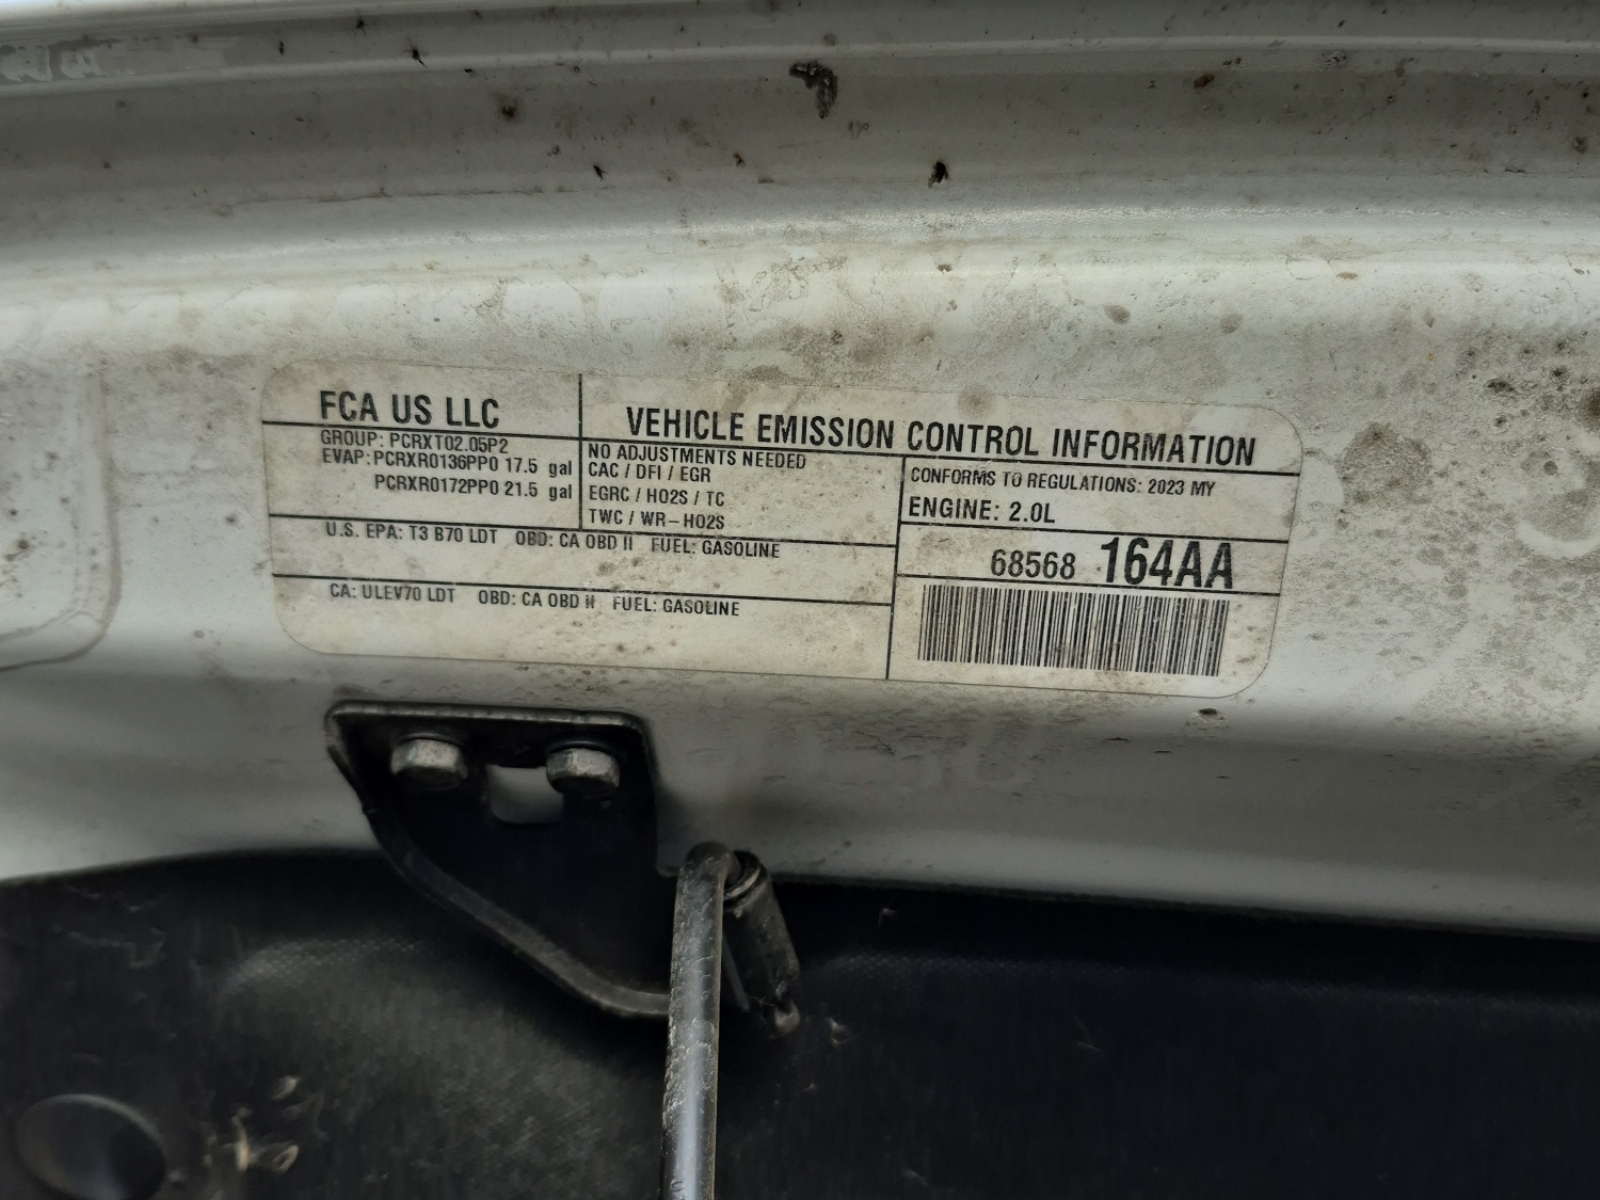 FCA US LLC
GROUP: PCRXT02.05P2
EVAP: PCRXR0136PP0 17.5 gal
PCRXR0172PP0 21.5 gal
VEHICLE EMISSION CONTROL INFORMATION
NO ADJUSTMENTS NEEDED
CAC / DFI / EGR
EGRC / HO2S / TC
TWC / WR-HO2S
CONFORMS TO REGULATIONS: 2023 MY
ENGINE: 2.0L
U.S. EPA: T3 B70 LDT OBD: CA OBD II FUEL: GASOLINE
68568 164AA
CA: ULEV70 LDT OBD: CA OBD II FUEL: GASOLINE